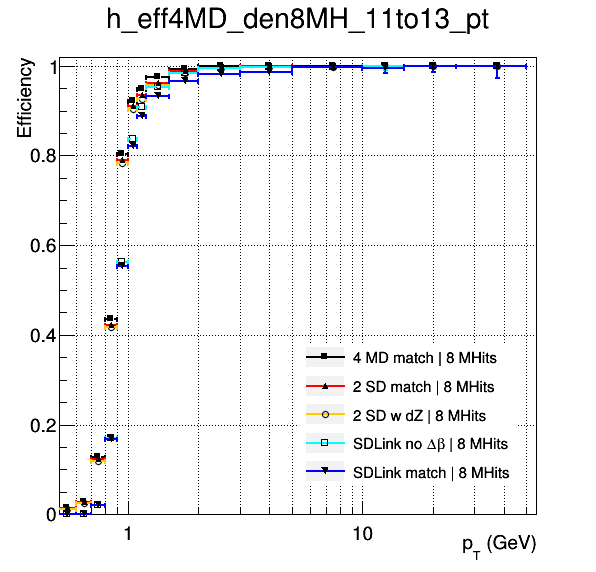 h_eff4MD_den8MH_11to13_pt
Efficiency
1
0.8
0.6
0.4
0.2
0
4 MD match | 8 MHits
2 SD match | 8 MHits
2 SD w dZ | 8 MHits
SDLink no Δβ | 8 MHits
SDLink match | 8 MHits
1 10
p_T (GeV)